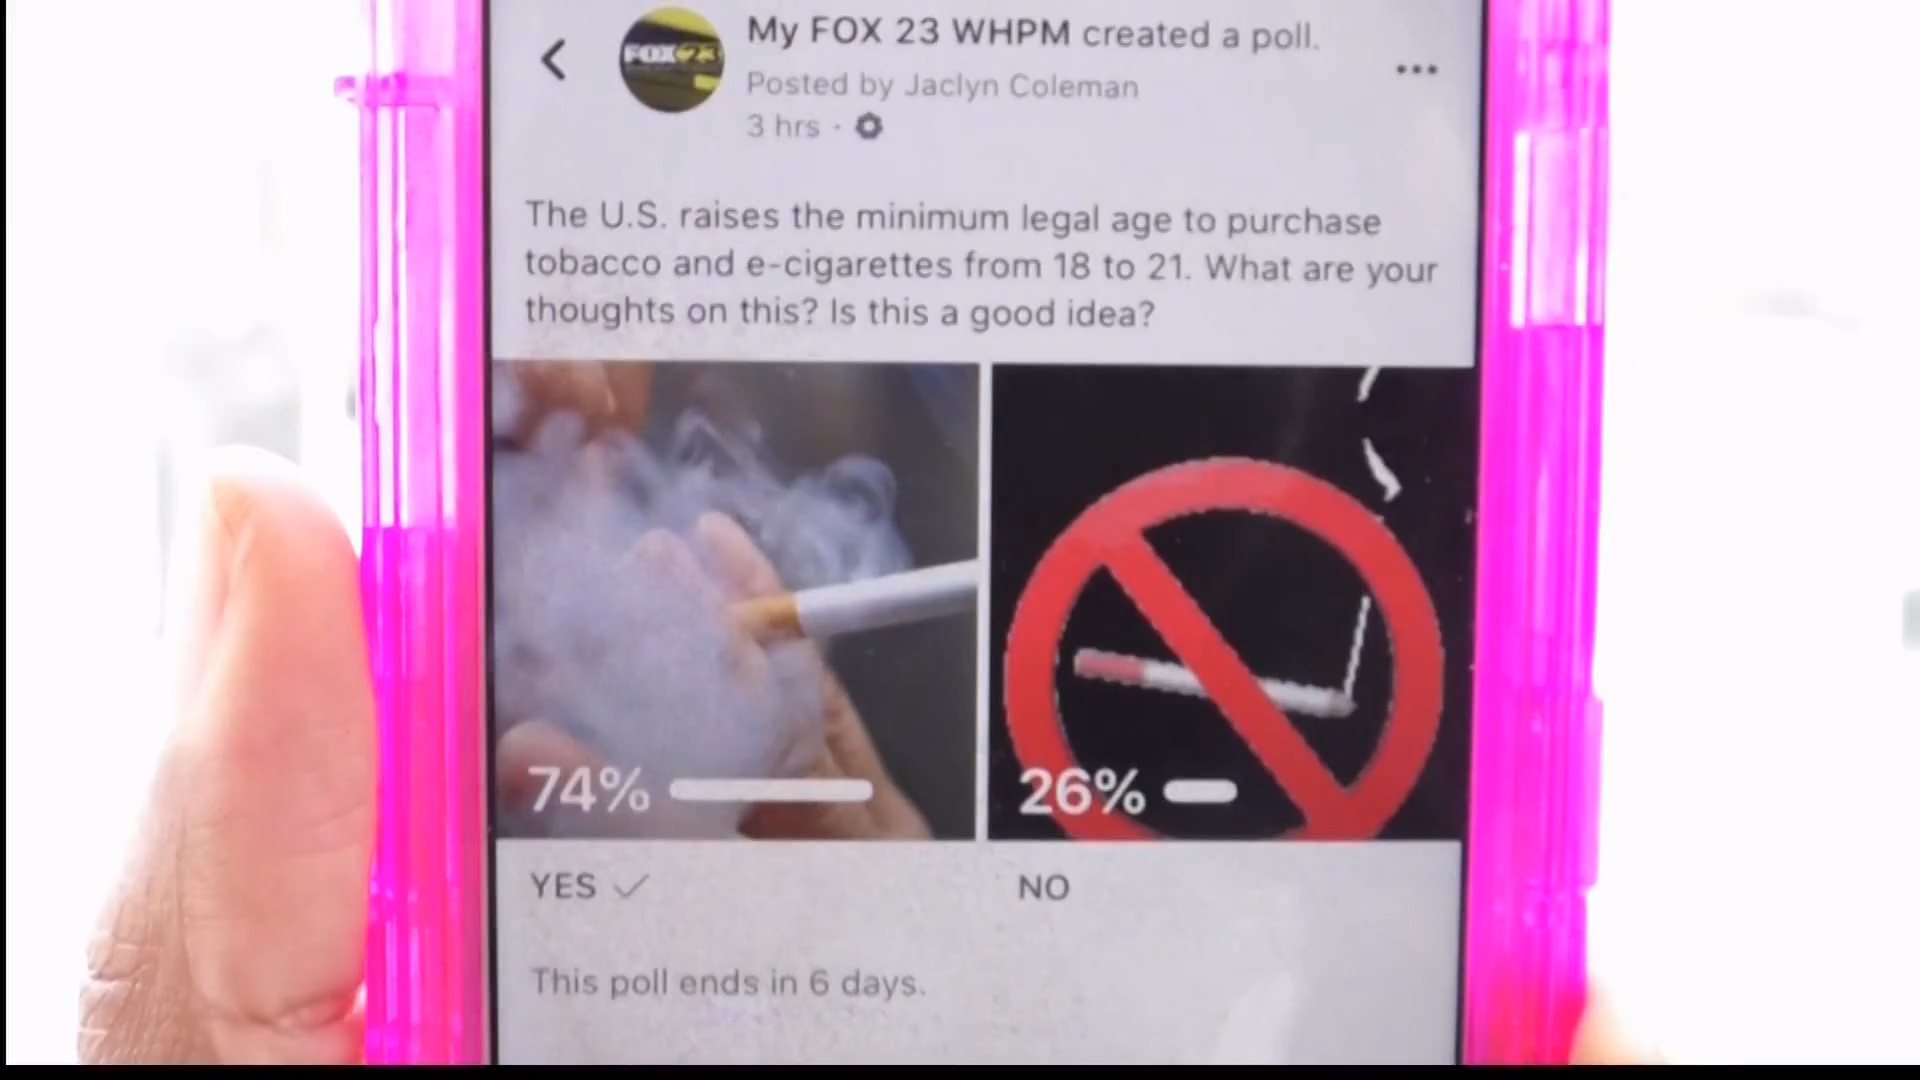 My FOX 23 WHPM created a poll.
FOX 23
Posted by Jaclyn Coleman
3 hrs ·
The U.S. raises the minimum legal age to purchase
tobacco and e-cigarettes from 18 to 21. What are your
thoughts on this? Is this a good idea?
74%
26%
YES
NO
This poll ends in 6 days.